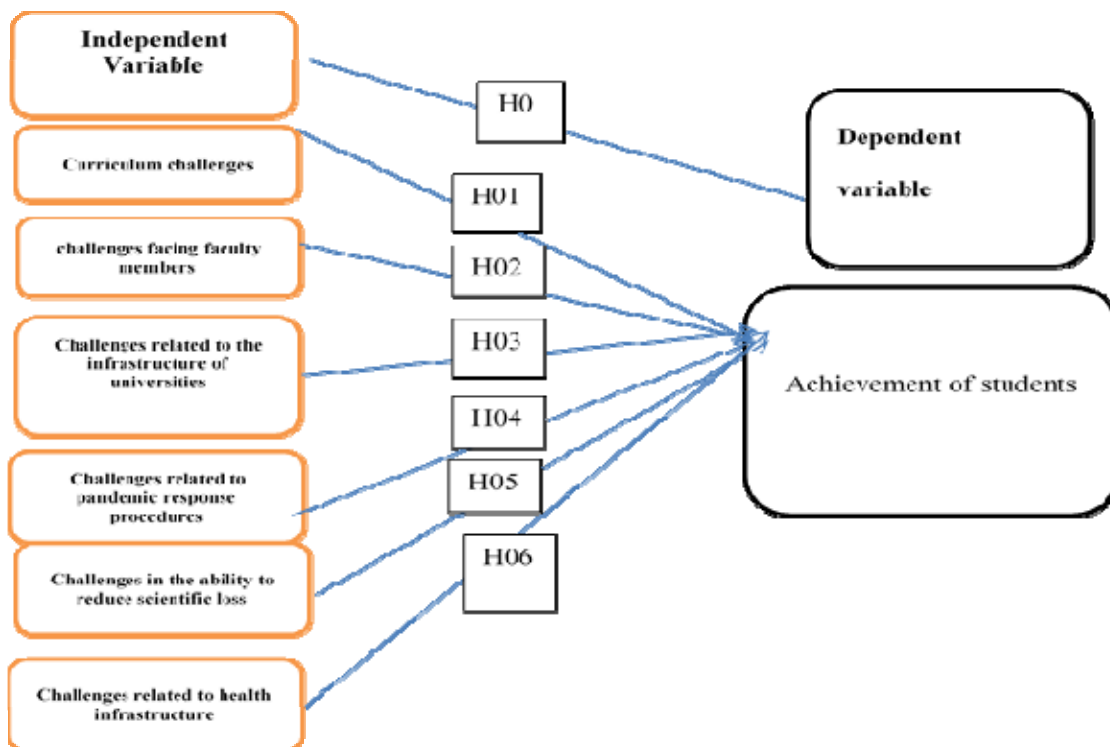 Independent
Variable
Curriculum challenges
challenges facing faculty
members
Challenges related to the
infrastructure of
universities
Challenges related to
pandemic response
procedures
Challenges in the ability to
reduce scientific loss
Challenges related to health
infrastructure
H0
H01
H02
H03
H04
H05
H06
Dependent
variable
Achievement of students